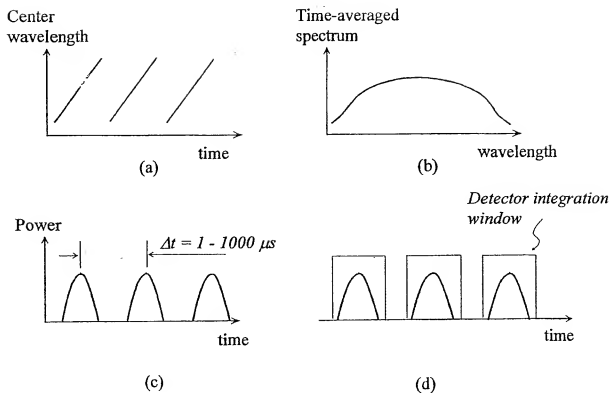 Center
wavelength
time
(a)
Time-averaged
spectrum
wavelength
(b)
Power
Δt = 1 - 1000 μs
time
(c)
Detector integration
window
time
(d)